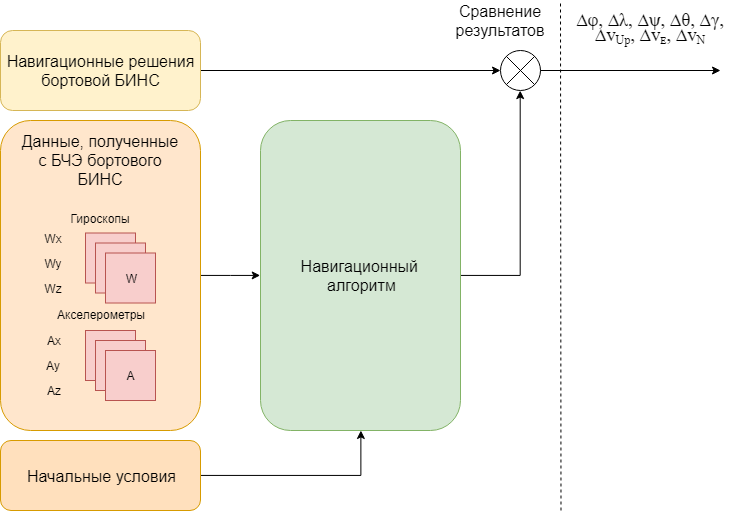 Сравнение
результатов
Δφ, Δλ, Δψ, Δθ, Δγ,
ΔvUp, ΔvE, ΔvN
Навигационные решения
бортовой БИНС
Данные, полученные
с БЧЭ бортового
БИНС
Гироскопы
Wx
Wy
Wz
W
Акселерометры
Ax
Ay
Az
A
Навигационный
алгоритм
Начальные условия